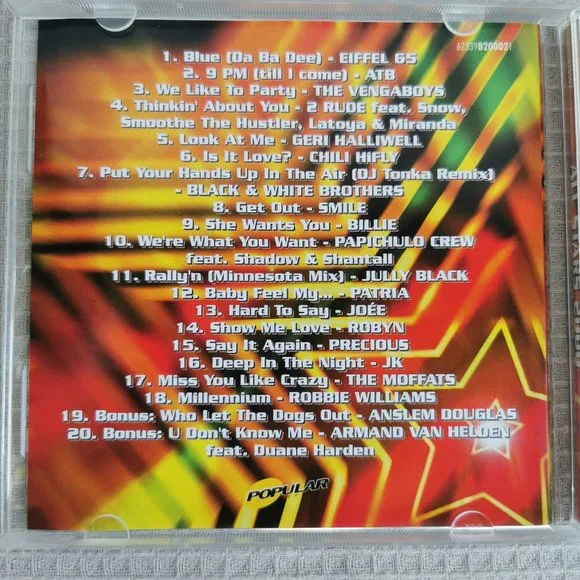 62339820002|
1. Blue (Da Ba Dee) - EIFFEL 65
2. 9 PM (till I come) - ATB
3. We Like To Party - THE VENGABOYS
4. Thinkin' About You - 2 RUDE feat. Snow,
Smoothe The Hustler, Latoya & Miranda
5. Look At Me - GERI HALLIWELL
6. Is It Love? - CHILI HIFLY
7. Put Your Hands Up In The Air (DJ Tonka Remix)
- BLACK & WHITE BROTHERS
8. Get Out - SMILE
9. She Wants You - BILLIE
10. We're What You Want - PAPICHULO CREW
feat. Shadow & Shantall
11. Rally'n (Minnesota Mix) - JULLY BLACK
12. Baby Feel My... - PATRIA
13. Hard To Say - JOÉE
14. Show Me Love - ROBYN
15. Say It Again - PRECIOUS
16. Deep In The Night - JK
17. Miss You Like Crazy - THE MOFFATS
18. Millennium - ROBBIE WILLIAMS
19. Bonus: Who Let The Dogs Out - ANSLEM DOUGLAS
20. Bonus: U Don't Know Me - ARMAND VAN HELDEN
feat. Duane Harden
POPULAR